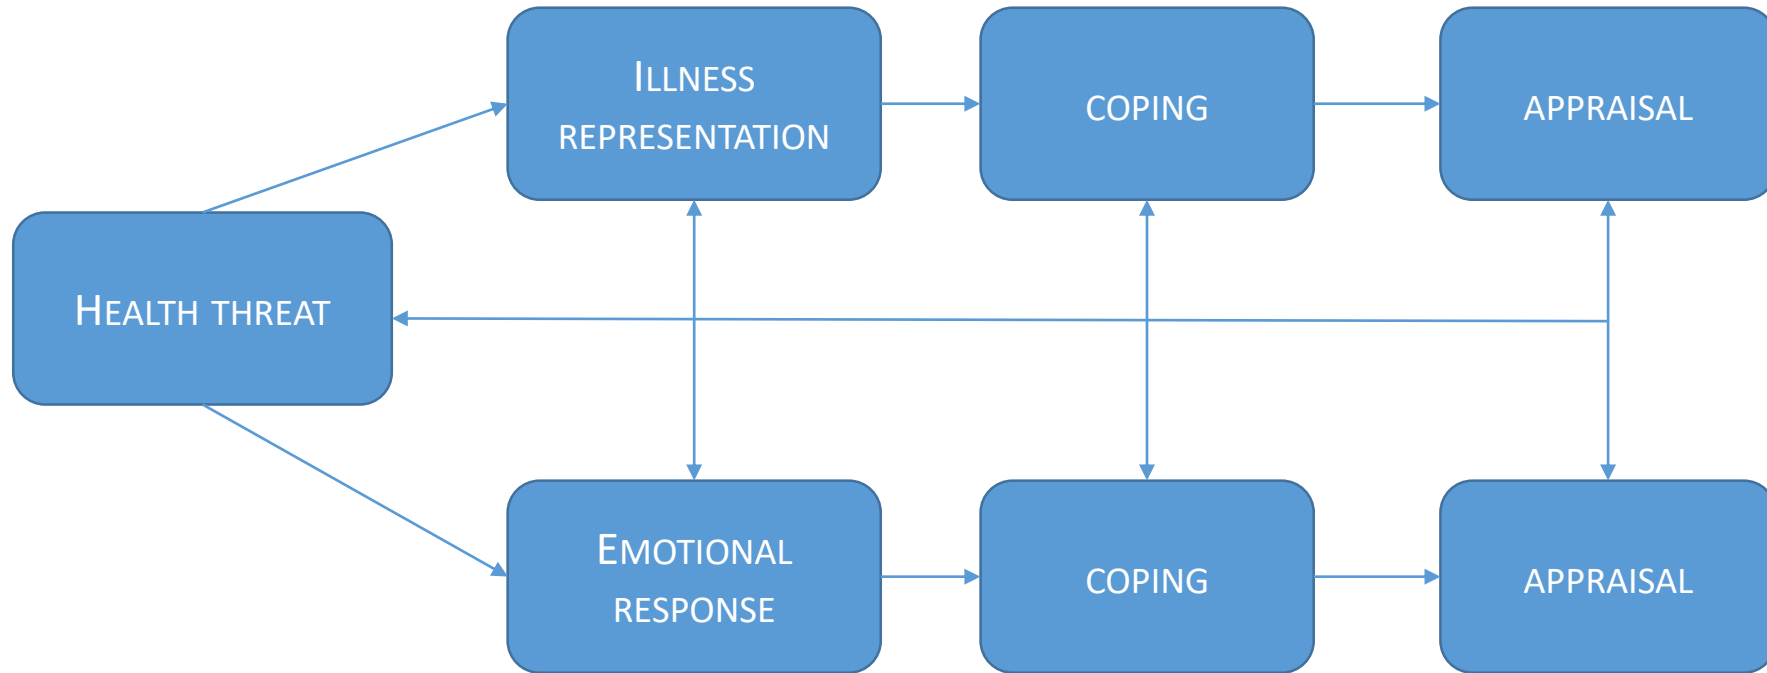 ILLNESS
REPRESENTATION
COPING
APPRAISAL
HEALTH THREAT
EMOTIONAL
RESPONSE
COPING
APPRAISAL